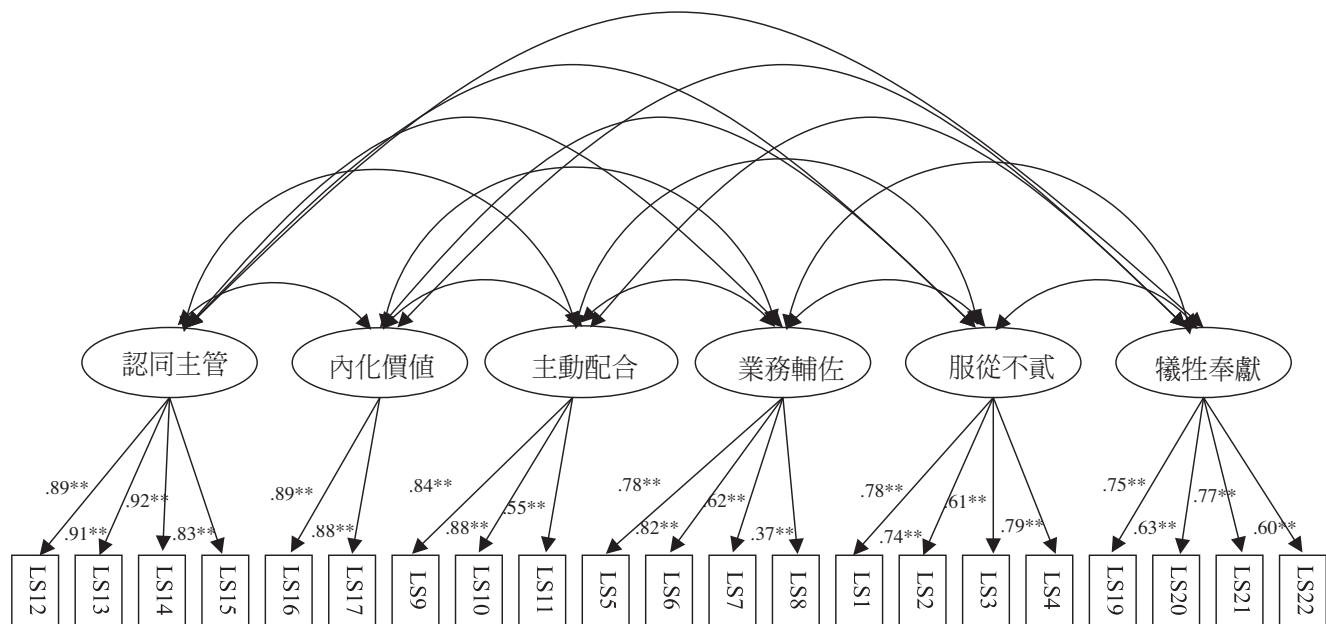 認同主管
內化價值
主動配合
業務輔佐
服從不貳
犧牲奉獻
.89**
.91**
.92**
.83**
.89**
.88**
.84**
.88**
.55**
.78**
.82**
.62**
.37**
.78**
.74**
.61**
.79**
.75**
.63**
.77**
.60**
LS12
LS13
LS14
LS15
LS16
LS17
LS9
LS10
LS11
LS5
LS6
LS7
LS8
LS1
LS2
LS3
LS4
LS19
LS20
LS21
LS22